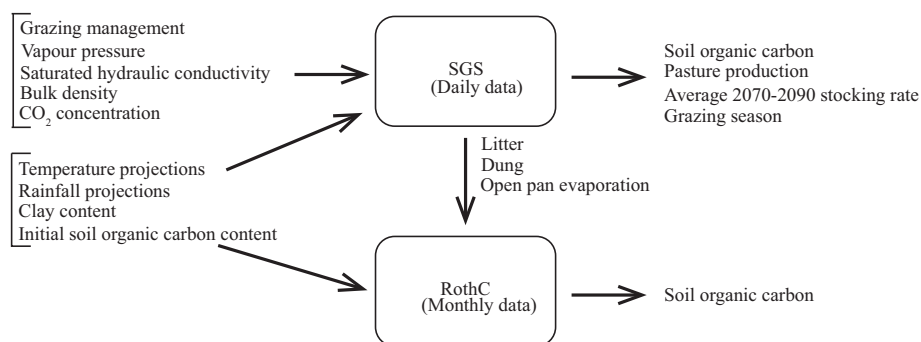 Grazing management
Vapour pressure
Saturated hydraulic conductivity
Bulk density
CO₂ concentration
Temperature projections
Rainfall projections
Clay content
Initial soil organic carbon content
SGS
(Daily data)
Litter
Dung
Open pan evaporation
RothC
(Monthly data)
Soil organic carbon
Pasture production
Average 2070-2090 stocking rate
Grazing season
Soil organic carbon